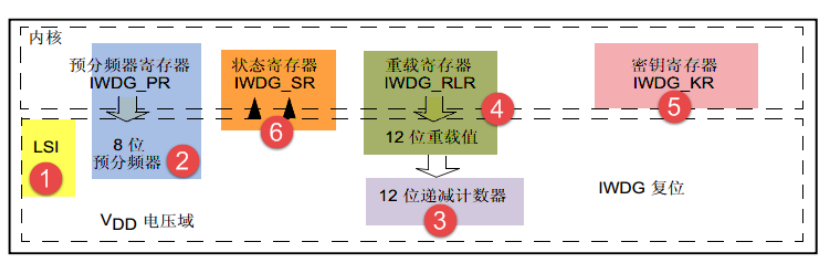 内核
预分频器寄存器
IWDG_PR
状态寄存器
IWDG_SR
重载寄存器
IWDG_RLR
密钥寄存器
IWDG_KR
4
5
6
LSI
1
8 位
预分频器
2
12 位重载值
12 位递减计数器
3
IWDG 复位
VDD 电压域